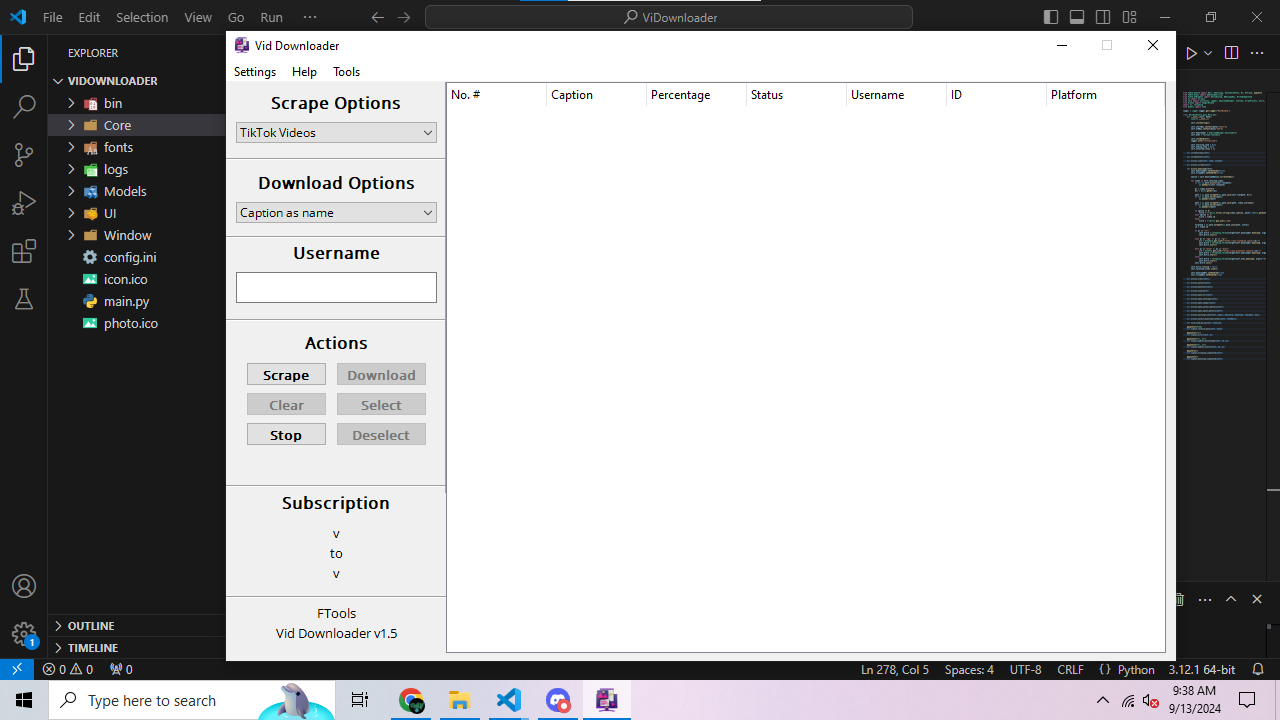 File Edit Selection View Go Run ··· ViDownloader
EXPLORER
VIDOWNLOADER
bin
Core
fonts
logs
Models
UI
Window
config.ini
icon.ico
main.py
photo.ico
OUTLINE
TIMELINE
Vid Downloader
Settings Help Tools
Scrape Options
TikTok Videos
Download Options
Caption as name
Username
Actions
Scrape Download
Clear Select
Stop Deselect
Subscription
v
to
v
FTools
Vid Downloader v1.5
No. # Caption Percentage Status Username ID Platform
1
0 0 0 Ln 278, Col 5 Spaces: 4 UTF-8 CRLF Python 3.12.1 64-bit
Type here to search
9:38 AM
9/13/2024